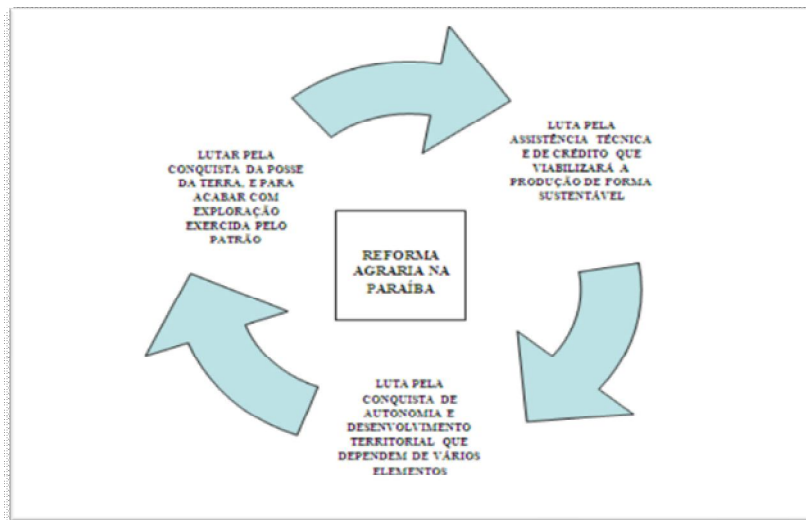 LUTAR PELA
CONQUISTA DA POSSE
DA TERRA, E PARA
ACABAR COM
EXPLORAÇÃO
EXERCIDA PELO
PATRÃO
LUTA PELA
ASSISTÊNCIA TÉCNICA
E DE CRÉDITO QUE
VIABILIZARÁ A
PRODUÇÃO DE FORMA
SUSTENTÁVEL
REFORMA
AGRARIA NA
PARAÍBA
LUTA PELA
CONQUISTA DE
AUTONOMIA E
DESENVOLVIMENTO
TERRITORIAL QUE
DEPENDEM DE VÁRIOS
ELEMENTOS